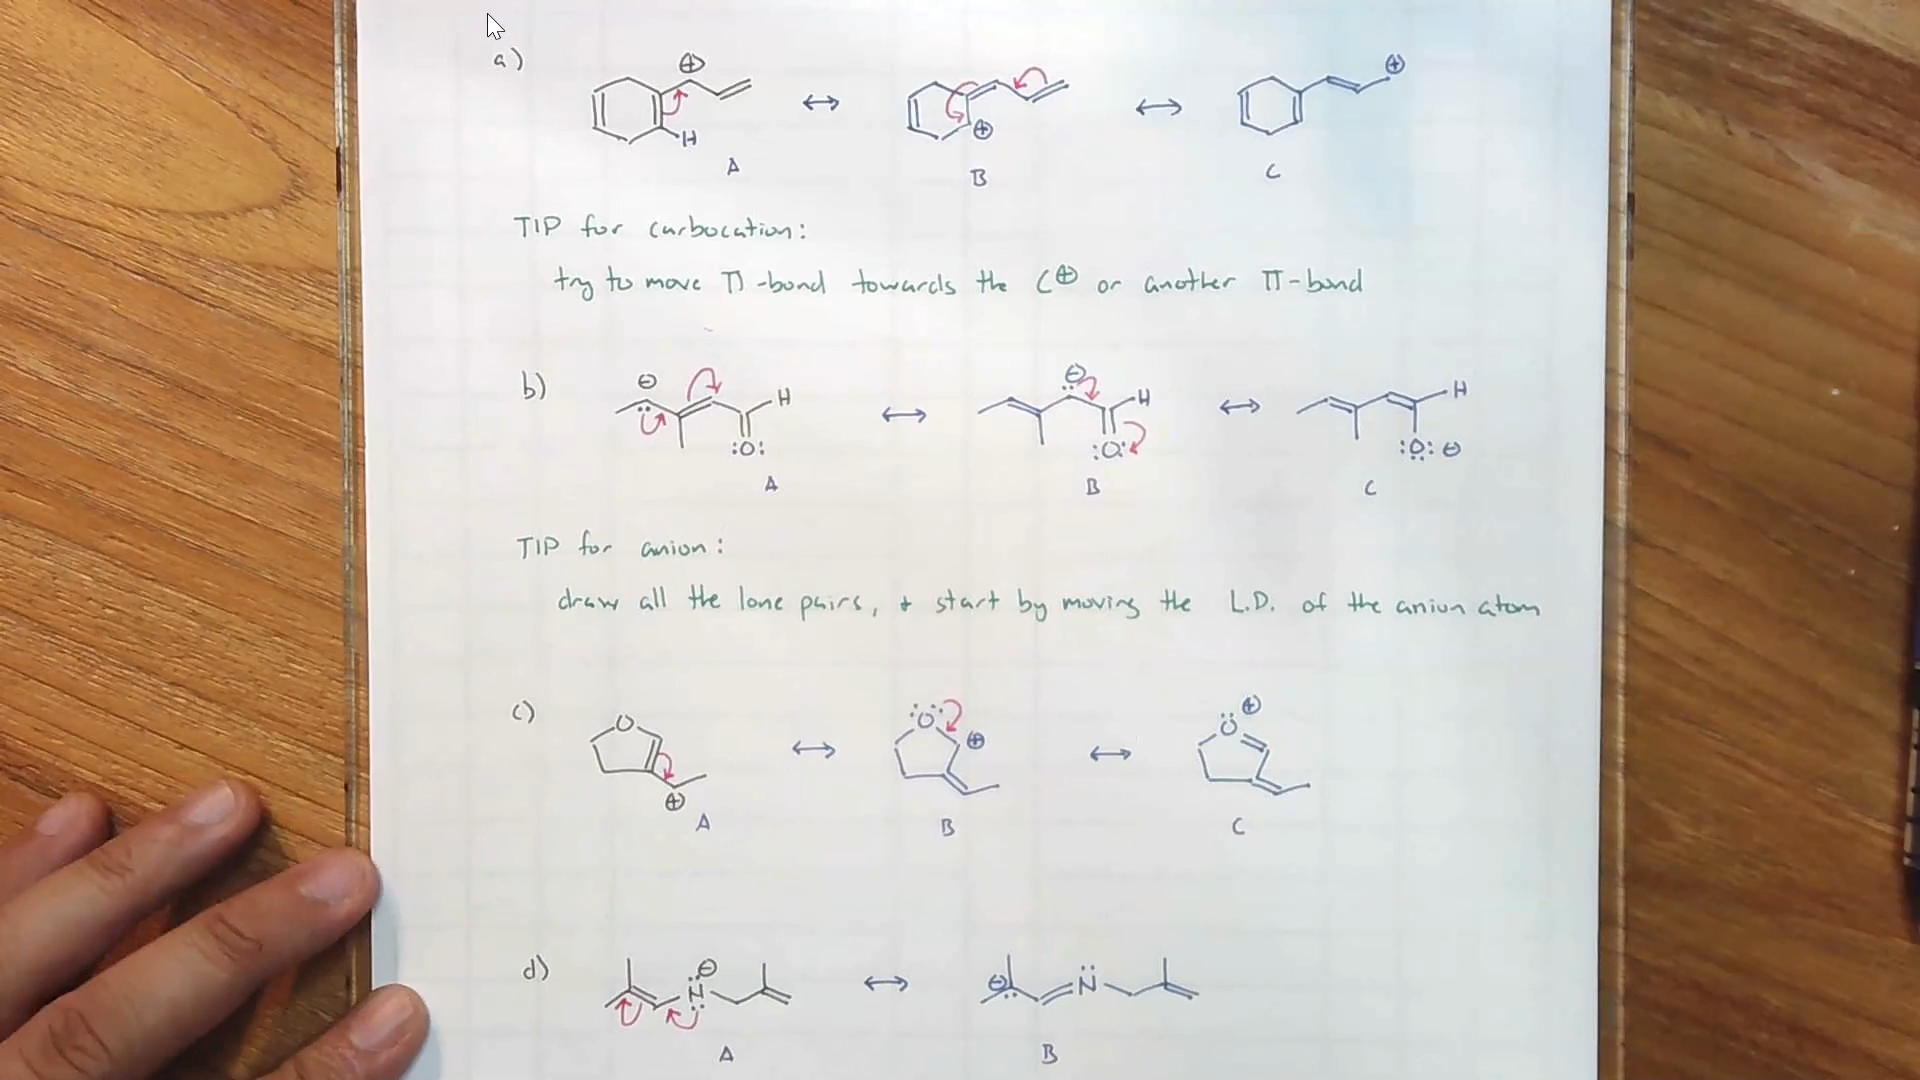 a)
⊕
H
↔
⊕
↔
⊕
A
B
C
TIP for carbocation:
try to move π-bond towards the C⊕ or another π-bond
b)
⊖
H
:O:
↔
⊖
H
:O:
↔
H
:O: ⊖
A
B
C
TIP for anion:
draw all the lone pairs, + start by moving the L.D. of the anion atom
c)
O
⊕
↔
O
⊕
↔
O
⊕
A
B
C
d)
N
⊖
↔
⊖
N
A
B